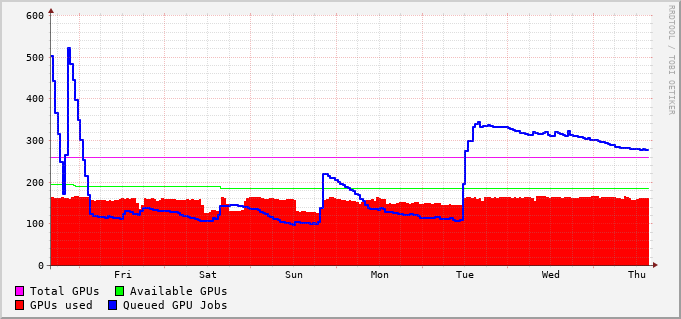 600
500
400
300
200
100
0
Fri Sat Sun Mon Tue Wed Thu
Total GPUs Available GPUs
GPUs used Queued GPU Jobs
RRDTOOL / TOBI OETIKER